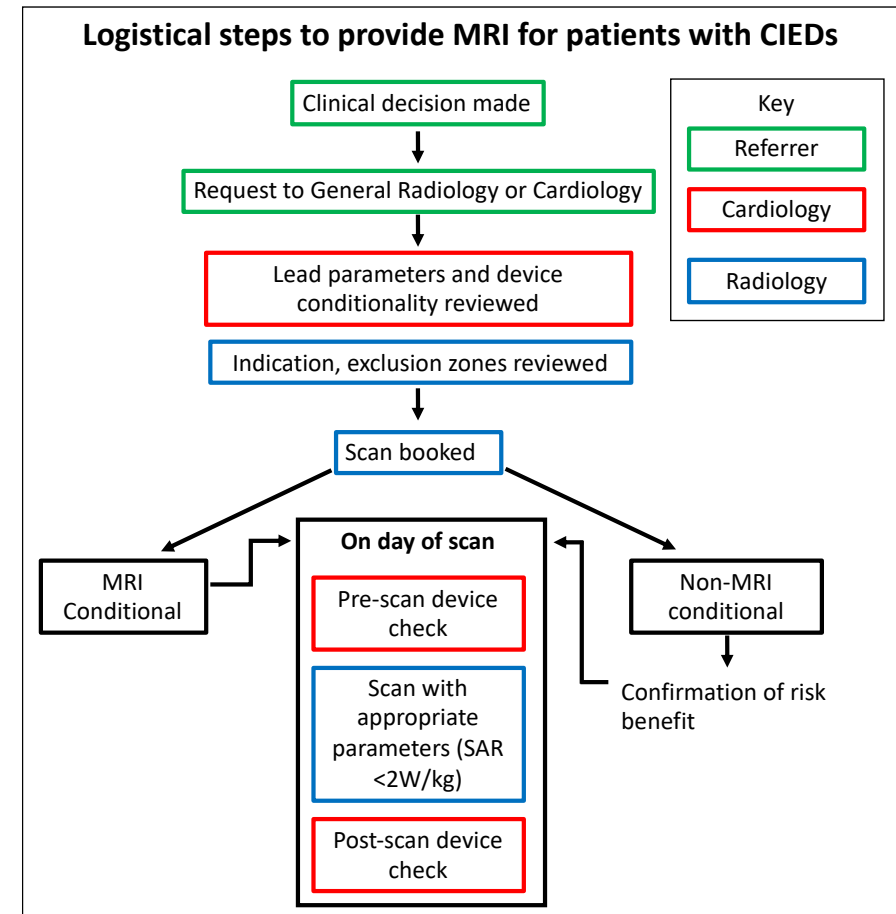 Logistical steps to provide MRI for patients with CIEDs
Clinical decision made
Key
Referrer
Cardiology
Radiology
Request to General Radiology or Cardiology
Lead parameters and device
conditionality reviewed
Indication, exclusion zones reviewed
Scan booked
MRI
Conditional
On day of scan
Pre-scan device
check
Scan with
appropriate
parameters (SAR
<2W/kg)
Post-scan device
check
Non-MRI
conditional
Confirmation of risk
benefit